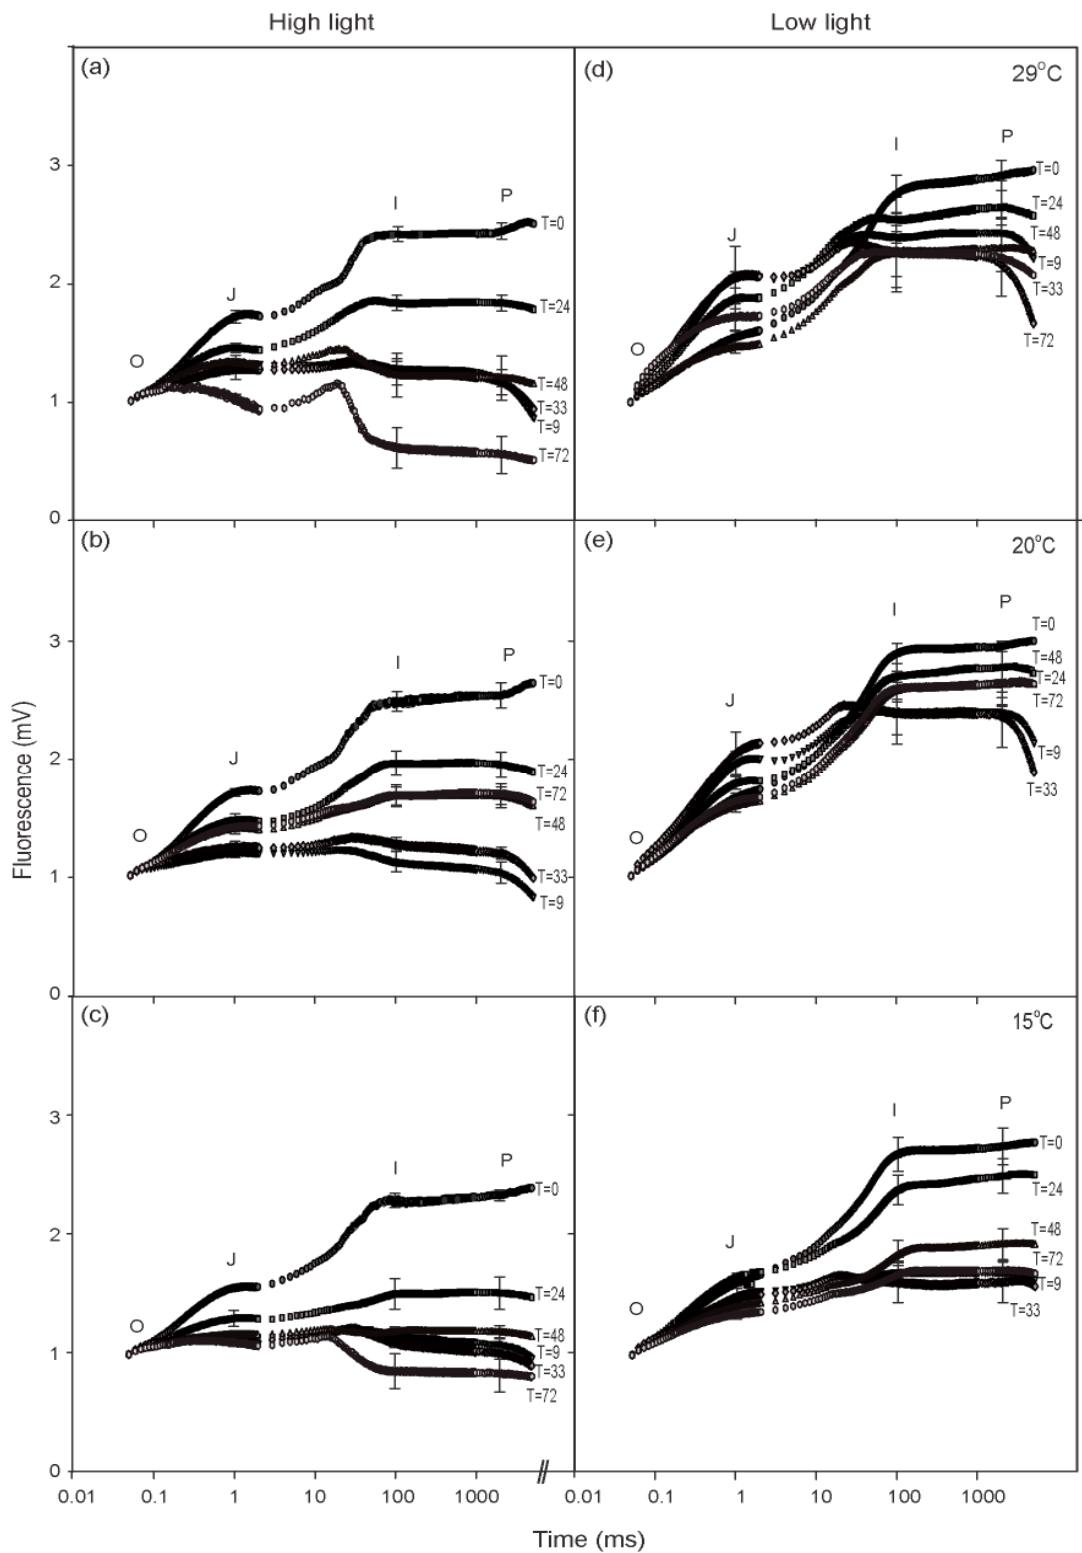 High light
Low light
(a)
3
2
1
0
O
J
I
P
T=0
T=24
T=48
T=33
T=9
T=72
(d)
29°C
O
J
I
P
T=0
T=24
T=48
T=9
T=33
T=72
(b)
3
2
1
0
O
J
I
P
T=0
T=24
T=72
T=48
T=33
T=9
(e)
20°C
O
J
I
P
T=0
T=48
T=24
T=72
T=9
T=33
Fluorescence (mV)
(c)
3
2
1
0
O
J
I
P
T=0
T=24
T=48
T=9
T=33
T=72
(f)
15°C
O
J
I
P
T=0
T=24
T=48
T=72
T=9
T=33
0.01 0.1 1 10 100 1000
0.01 0.1 1 10 100 1000
Time (ms)